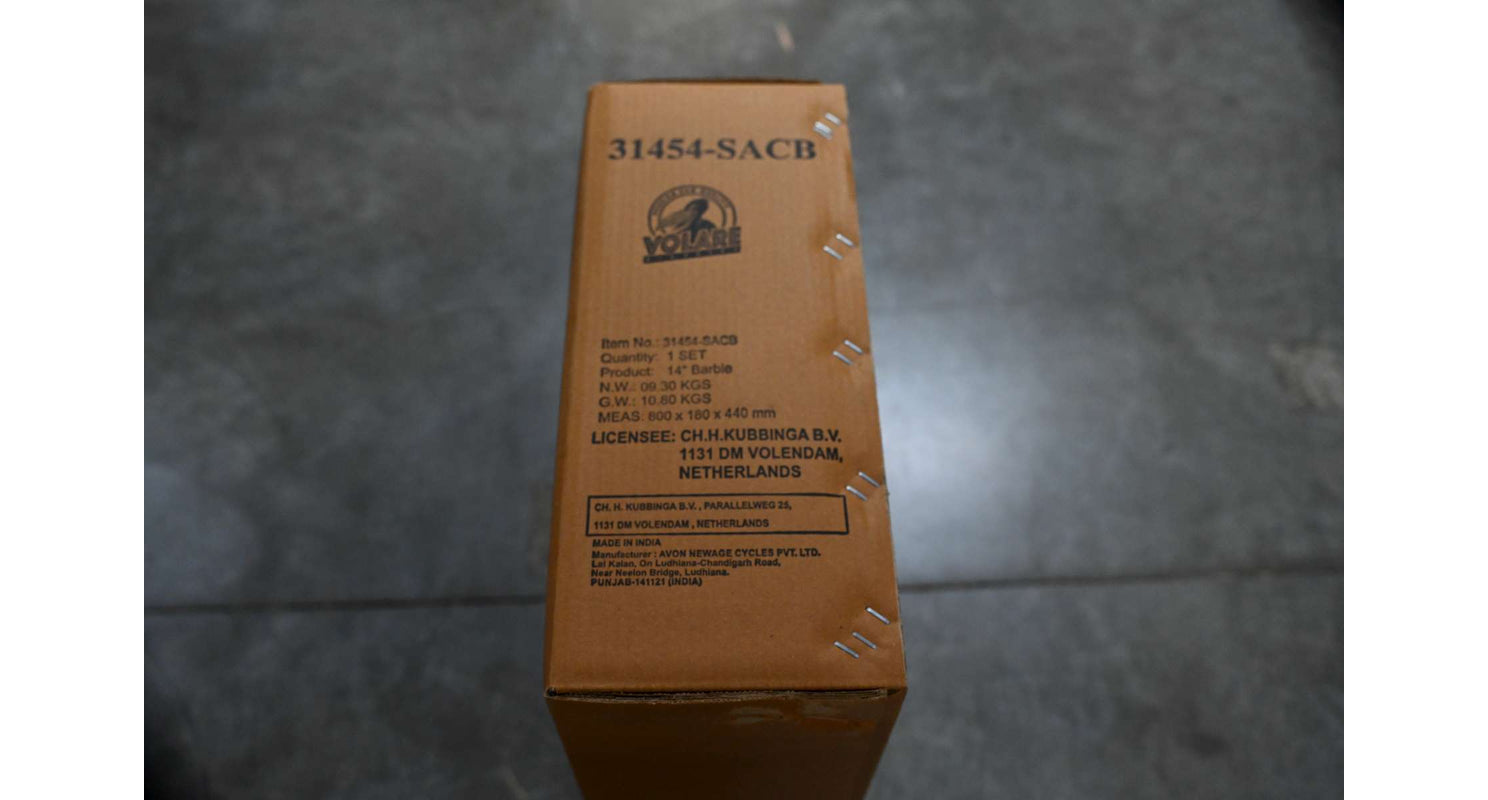 31454-SACB
VOLARE
Item No.: 31454-SACB
Quantity: 1 SET
Product: 14" Barbie
N.W.: 09.30 KGS
G.W.: 10.80 KGS
MEAS: 800 x 180 x 440 mm
LICENSEE: CH.H.KUBBINGA B.V.
1131 DM VOLENDAM,
NETHERLANDS
CH. H. KUBBINGA B.V. , PARALLELWEG 25,
1131 DM VOLENDAM , NETHERLANDS
MADE IN INDIA
Manufacturer : AVON NEWAGE CYCLES PVT. LTD.
Lal Kalan, On Ludhiana-Chandigarh Road,
Near Neelon Bridge, Ludhiana.
PUNJAB-141121 (INDIA)